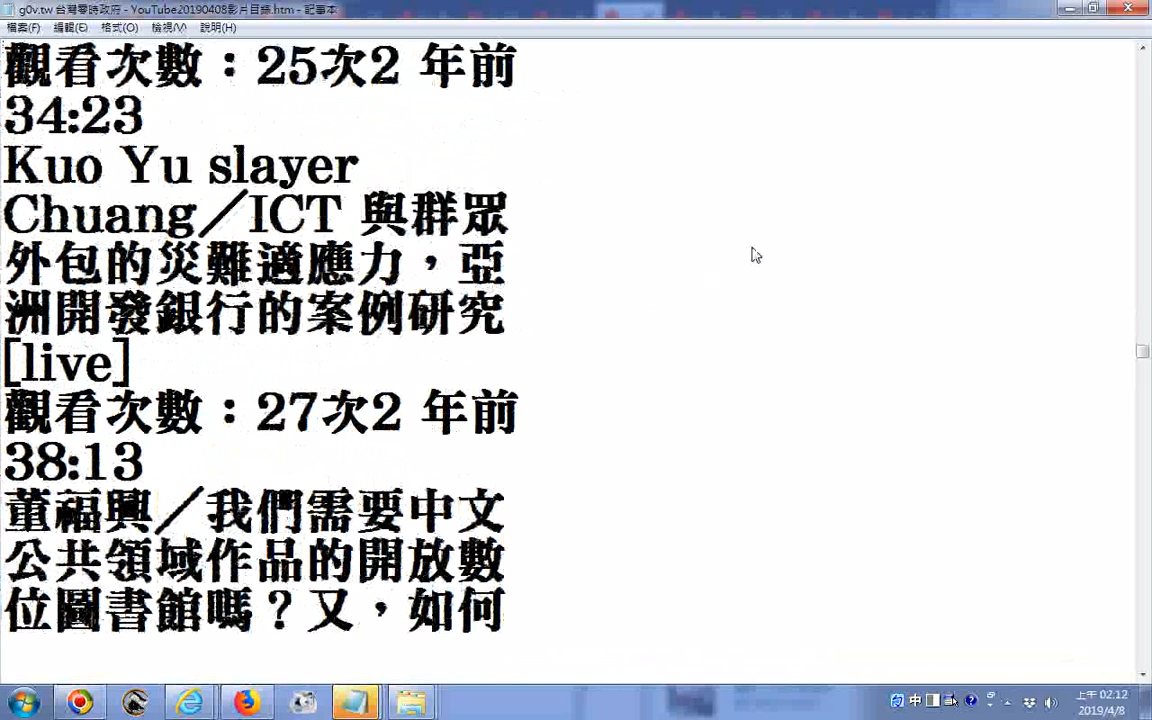 g0v.tw 台灣零時政府 - YouTube20190408影片目錄.htm - 記事本
檔案(F) 編輯(E) 格式(O) 檢視(V) 說明(H)
觀看次數：25次2 年前
34:23
Kuo Yu slayer
Chuang／ICT 與群眾
外包的災難適應力，亞
洲開發銀行的案例研究
[live]
觀看次數：27次2 年前
38:13
董福興／我們需要中文
公共領域作品的開放數
位圖書館嗎？又，如何
中
上午 02:12
2019/4/8